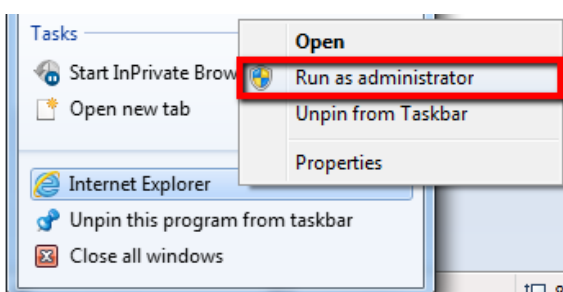 Tasks
Start InPrivate Brow
Open new tab
Internet Explorer
Unpin this program from taskbar
Close all windows
Open
Run as administrator
Unpin from Taskbar
Properties